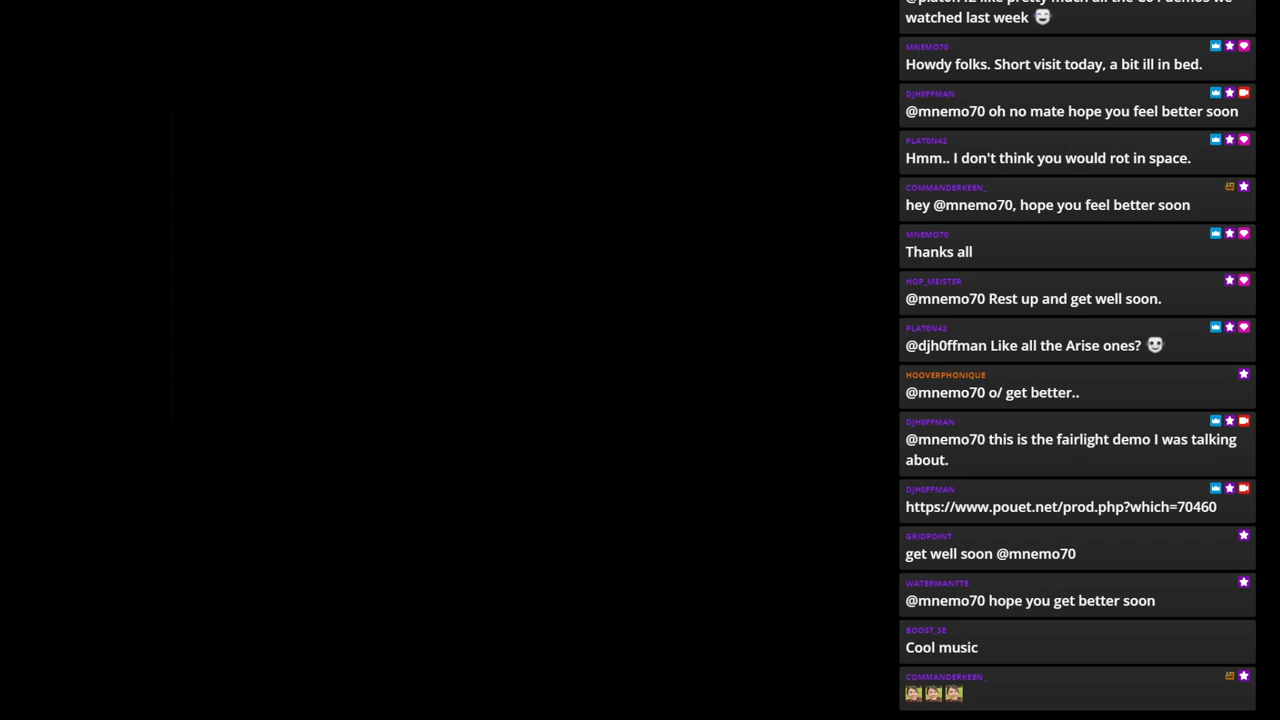 watched last week
MNEMO70
Howdy folks. Short visit today, a bit ill in bed.
DJH0FFMAN
@mnemo70 oh no mate hope you feel better soon
PLAT0N42
Hmm.. I don't think you would rot in space.
COMMANDERKEEN_
hey @mnemo70, hope you feel better soon
MNEMO70
Thanks all
HOP_MEISTER
@mnemo70 Rest up and get well soon.
PLAT0N42
@djh0ffman Like all the Arise ones?
HOOVERPHONIQUE
@mnemo70 o/ get better..
DJH0FFMAN
@mnemo70 this is the fairlight demo I was talking
about.
DJH0FFMAN
https://www.pouet.net/prod.php?which=70460
GRIDPOINT
get well soon @mnemo70
WATERMANTTE
@mnemo70 hope you get better soon
BOOST_SE
Cool music
COMMANDERKEEN_